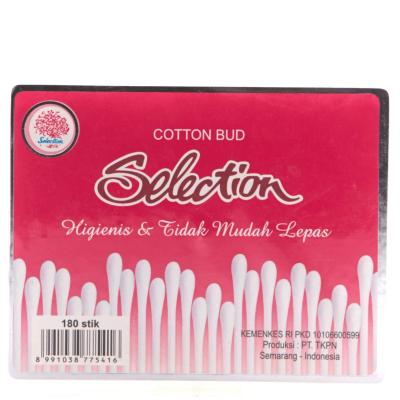 Selection
COTTON BUD
Selection
Higienis & Tidak Mudah Lepas
180 stik
8 991038 775416
KEMENKES RI PKD 10106600599
Produksi : PT. TKPN
Semarang - Indonesia